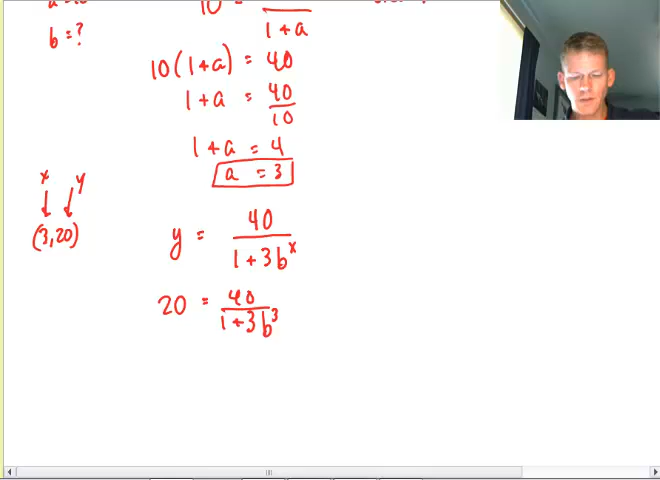 b = ?
10 =
1 + a
10(1+a) = 40
1 + a = 40/10
1 + a = 4
a = 3
x y
(3,20)
y = 40/(1 + 3b^x)
20 = 40/(1+3b^3)